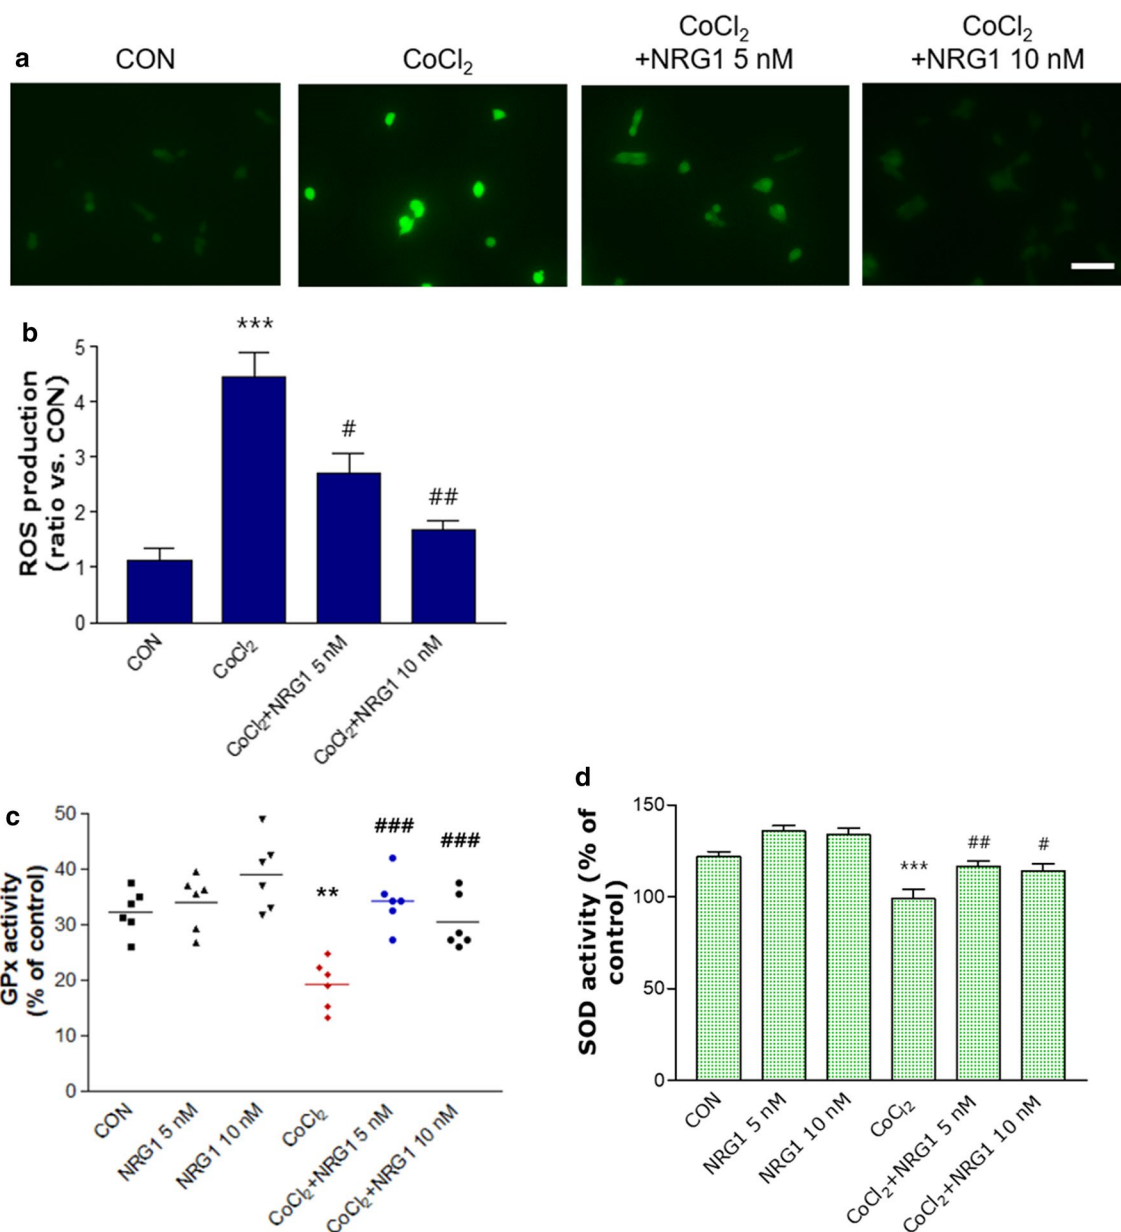 a
CON
CoCl₂
CoCl₂
+NRG1 5 nM
CoCl₂
+NRG1 10 nM
b
ROS production
(ratio vs. CON)
5
4
3
2
1
0
***
#
##
CON
CoCl₂
CoCl₂+NRG1 5 nM
CoCl₂+NRG1 10 nM
c
GPx activity
(% of control)
50
40
30
20
10
0
**
###
###
CON
NRG1 5 nM
NRG1 10 nM
CoCl₂
CoCl₂+NRG1 5 nM
CoCl₂+NRG1 10 nM
d
SOD activity (% of
control)
150
100
50
0
***
##
#
CON
NRG1 5 nM
NRG1 10 nM
CoC₁₂
CoCl₂+NRG1 5 nM
CoCl₂+NRG1 10 nM